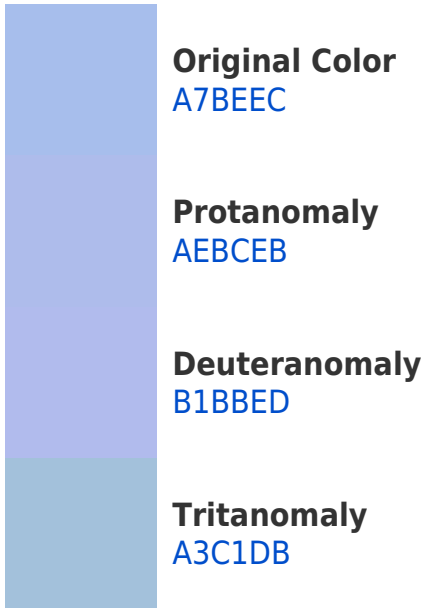 Original Color
A7BEEC
Protanomaly
AEBCEB
Deuteranomaly
B1BBED
Tritanomaly
A3C1DB